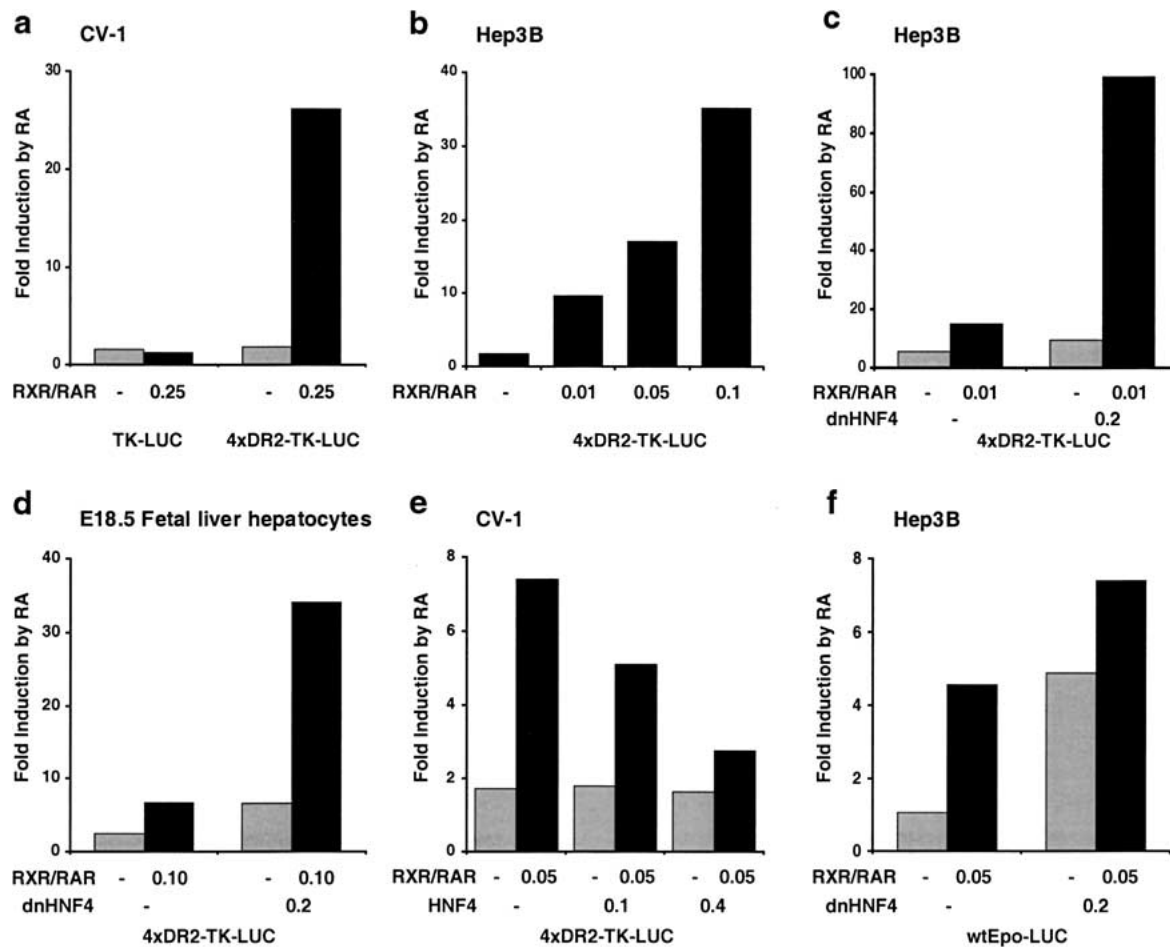 a CV-1
Fold Induction by RA
30
20
10
0
RXR/RAR - 0.25 - 0.25
TK-LUC 4xDR2-TK-LUC
b Hep3B
Fold Induction by RA
40
30
20
10
0
RXR/RAR - 0.01 0.05 0.1
4xDR2-TK-LUC
c Hep3B
Fold Induction by RA
100
80
60
40
20
0
RXR/RAR - 0.01 - 0.01
dnHNF4 - 0.2
4xDR2-TK-LUC
d E18.5 Fetal liver hepatocytes
Fold Induction by RA
40
30
20
10
0
RXR/RAR - 0.10 - 0.10
dnHNF4 - 0.2
4xDR2-TK-LUC
e CV-1
Fold Induction by RA
8
6
4
2
0
RXR/RAR - 0.05 - 0.05 - 0.05
HNF4 - 0.1 0.4
4xDR2-TK-LUC
f Hep3B
Fold Induction by RA
8
6
4
2
0
RXR/RAR - 0.05 - 0.05
dnHNF4 - 0.2
wtEpo-LUC